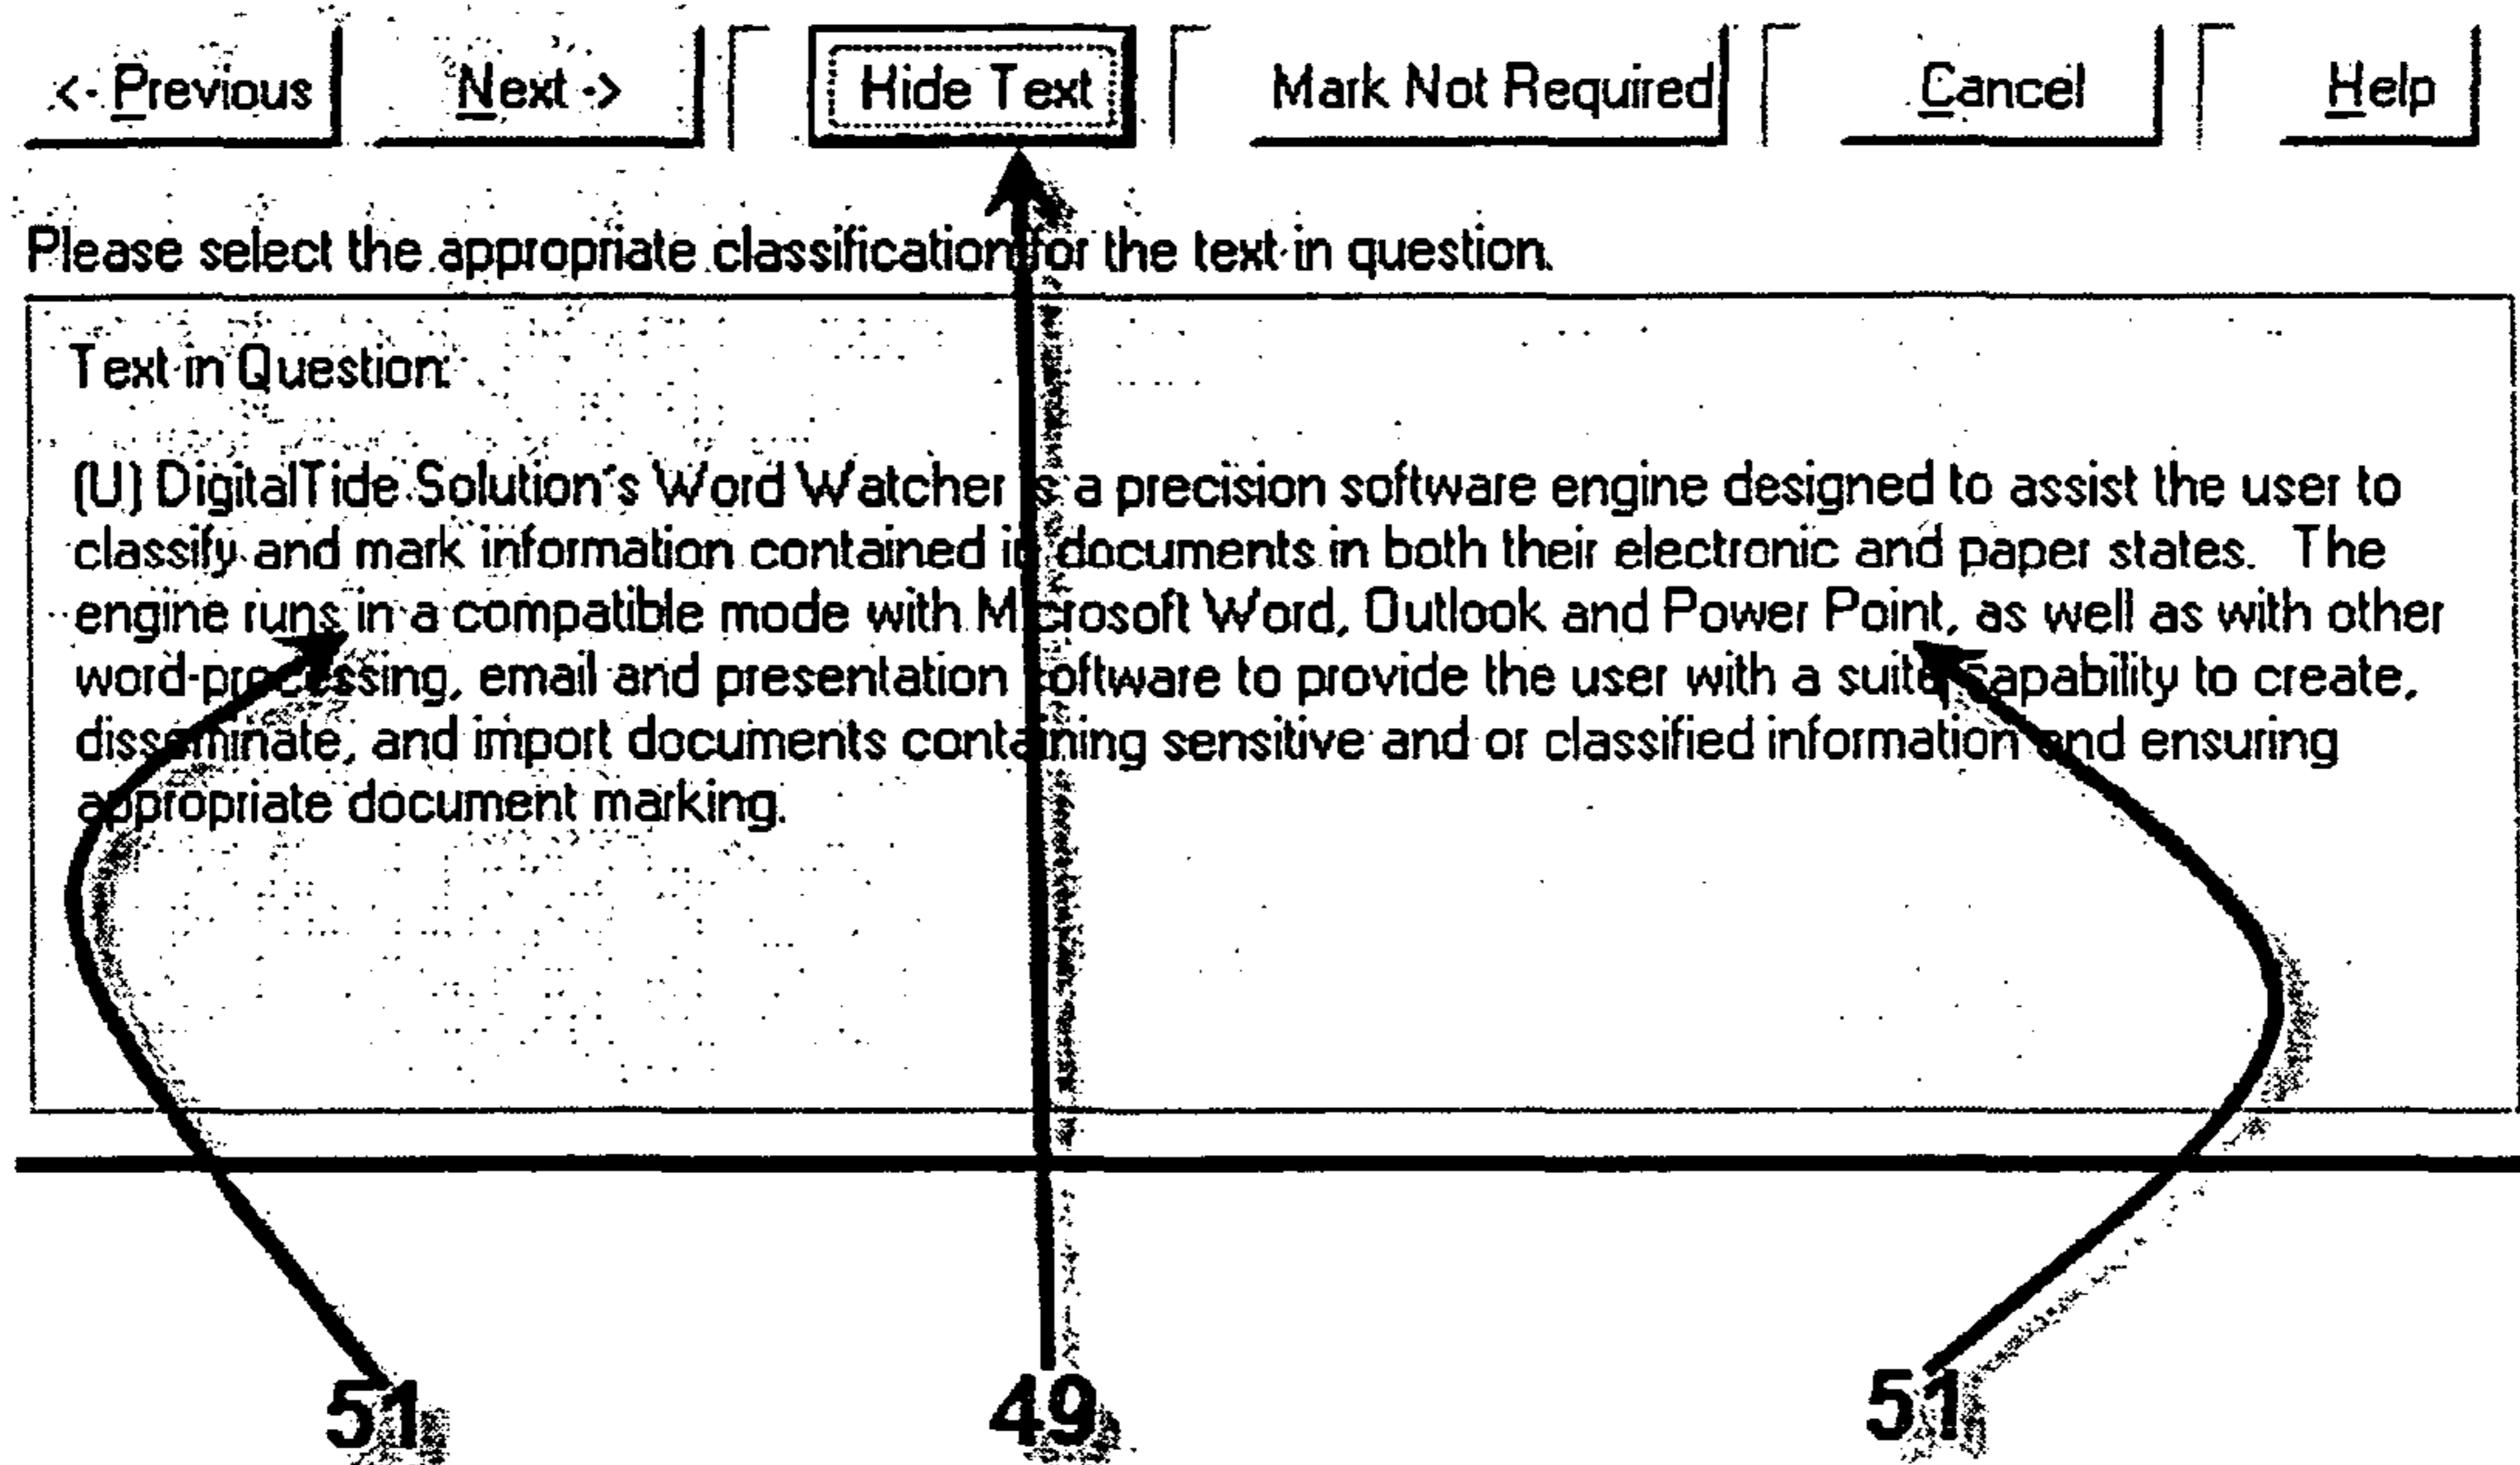 <- Previous Next -> Hide Text Mark Not Required Cancel Help
Please select the appropriate classification for the text in question.
Text in Question:
(U) DigitalTide Solution's Word Watcher is a precision software engine designed to assist the user to
classify and mark information contained in documents in both their electronic and paper states. The
engine runs in a compatible mode with Microsoft Word, Outlook and Power Point, as well as with other
word-processing, email and presentation software to provide the user with a suite capability to create,
disseminate, and import documents containing sensitive and or classified information and ensuring
appropriate document marking.
51 49 51